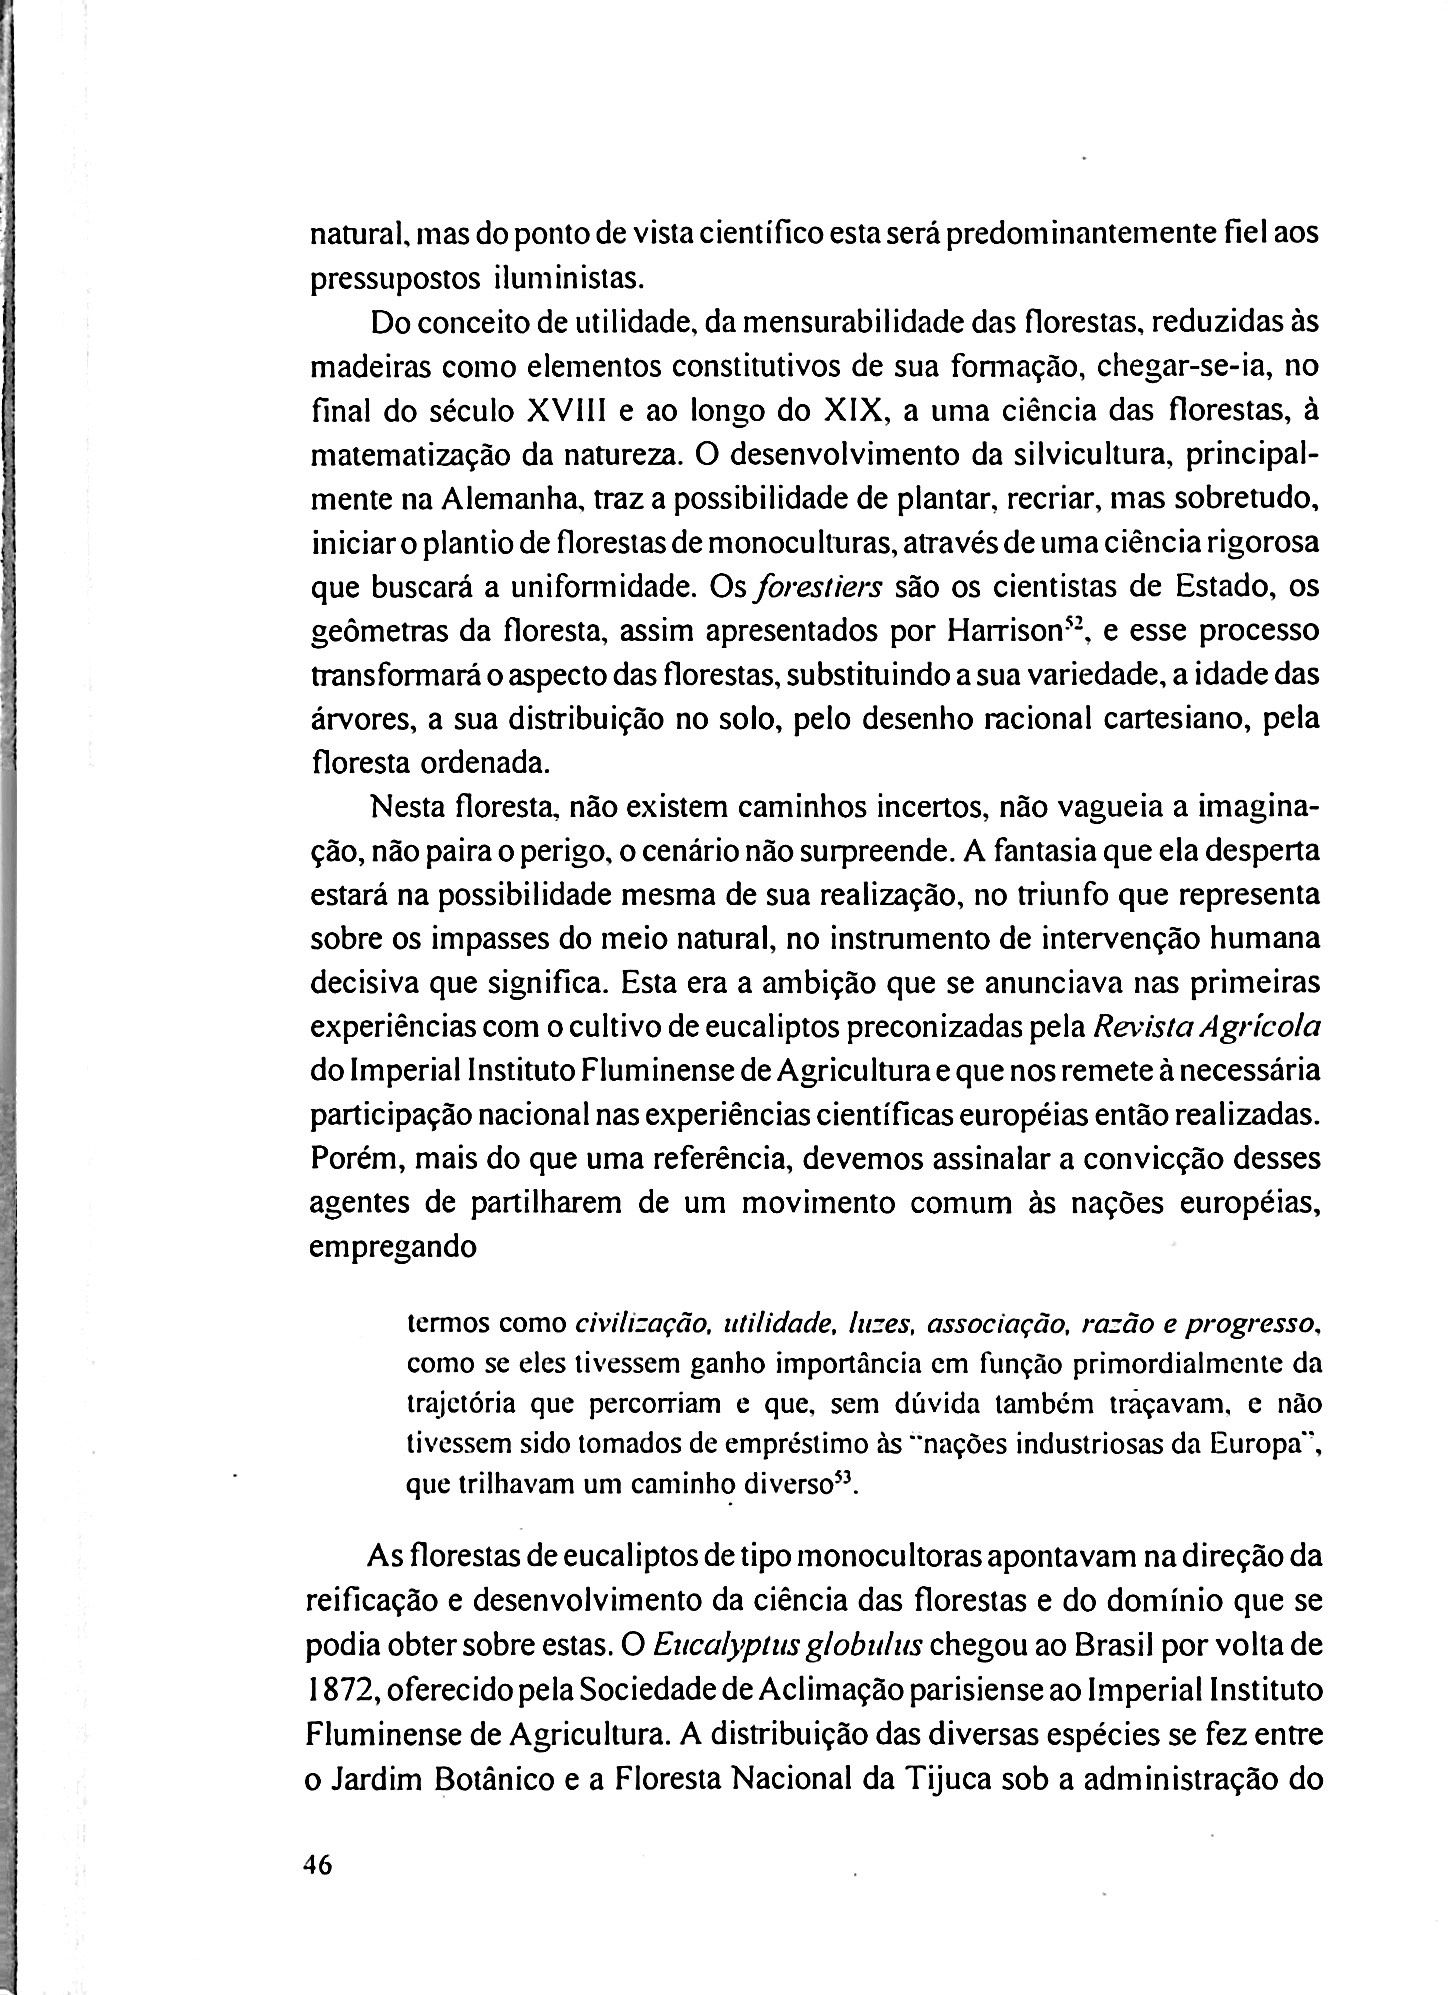 natural, mas do ponto de vista científico esta será predominantemente fiel aos
pressupostos iluministas.
Do conceito de utilidade, da mensurabilidade das florestas, reduzidas às
madeiras como elementos constitutivos de sua formação, chegar-se-ia, no
final do século XVIII e ao longo do XIX, a uma ciência das florestas, à
matematização da natureza. O desenvolvimento da silvicultura, principal-
mente na Alemanha, traz a possibilidade de plantar, recriar, mas sobretudo,
iniciar o plantio de florestas de monoculturas, através de uma ciência rigorosa
que buscará a uniformidade. Os forestiers são os cientistas de Estado, os
geômetras da floresta, assim apresentados por Harrison⁵², e esse processo
transformará o aspecto das florestas, substituindo a sua variedade, a idade das
árvores, a sua distribuição no solo, pelo desenho racional cartesiano, pela
floresta ordenada.
Nesta floresta, não existem caminhos incertos, não vagueia a imagina-
ção, não paira o perigo, o cenário não surpreende. A fantasia que ela desperta
estará na possibilidade mesma de sua realização, no triunfo que representa
sobre os impasses do meio natural, no instrumento de intervenção humana
decisiva que significa. Esta era a ambição que se anunciava nas primeiras
experiências com o cultivo de eucaliptos preconizadas pela Revista Agrícola
do Imperial Instituto Fluminense de Agricultura e que nos remete à necessária
participação nacional nas experiências científicas européias então realizadas.
Porém, mais do que uma referência, devemos assinalar a convicção desses
agentes de partilharem de um movimento comum às nações européias,
empregando
termos como civilização, utilidade, luzes, associação, razão e progresso,
como se eles tivessem ganho importância em função primordialmente da
trajetória que percorriam e que, sem dúvida também traçavam, e não
tivessem sido tomados de empréstimo às "nações industriosas da Europa",
que trilhavam um caminho diverso⁵³.
As florestas de eucaliptos de tipo monocultoras apontavam na direção da
reificação e desenvolvimento da ciência das florestas e do domínio que se
podia obter sobre estas. O Eucalyptus globulus chegou ao Brasil por volta de
1872, oferecido pela Sociedade de Aclimação parisiense ao Imperial Instituto
Fluminense de Agricultura. A distribuição das diversas espécies se fez entre
o Jardim Botânico e a Floresta Nacional da Tijuca sob a administração do
46